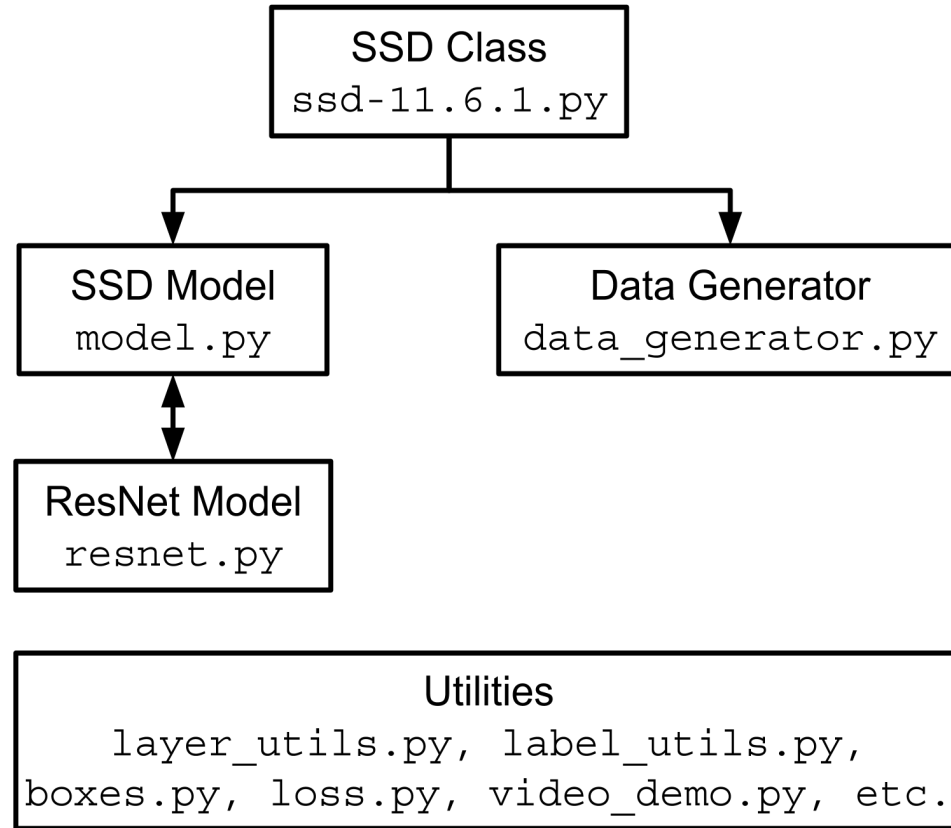 SSD Class
ssd-11.6.1.py
SSD Model
model.py
Data Generator
data_generator.py
ResNet Model
resnet.py
Utilities
layer_utils.py, label_utils.py,
boxes.py, loss.py, video_demo.py, etc.